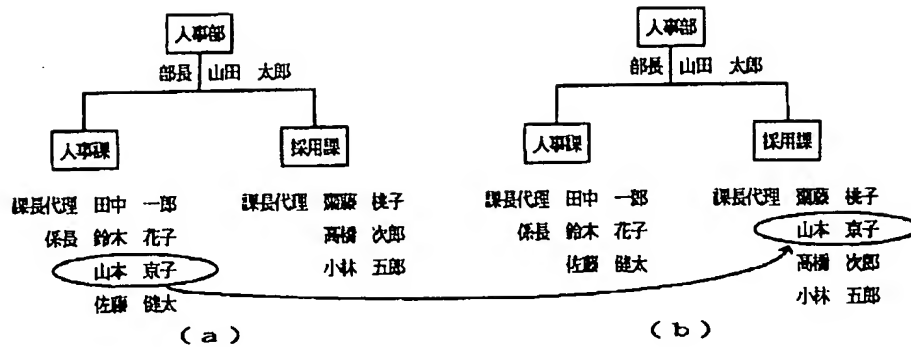 人事部
部長 山田 太郎
人事課 採用課
課長代理 田中 一郎 課長代理 齋藤 桃子
係長 鈴木 花子 高橋 次郎
山本 京子 小林 五郎
佐藤 健太
(a)
人事部
部長 山田 太郎
人事課 採用課
課長代理 田中 一郎 課長代理 齋藤 桃子
係長 鈴木 花子 山本 京子
佐藤 健太 高橋 次郎
小林 五郎
(b)